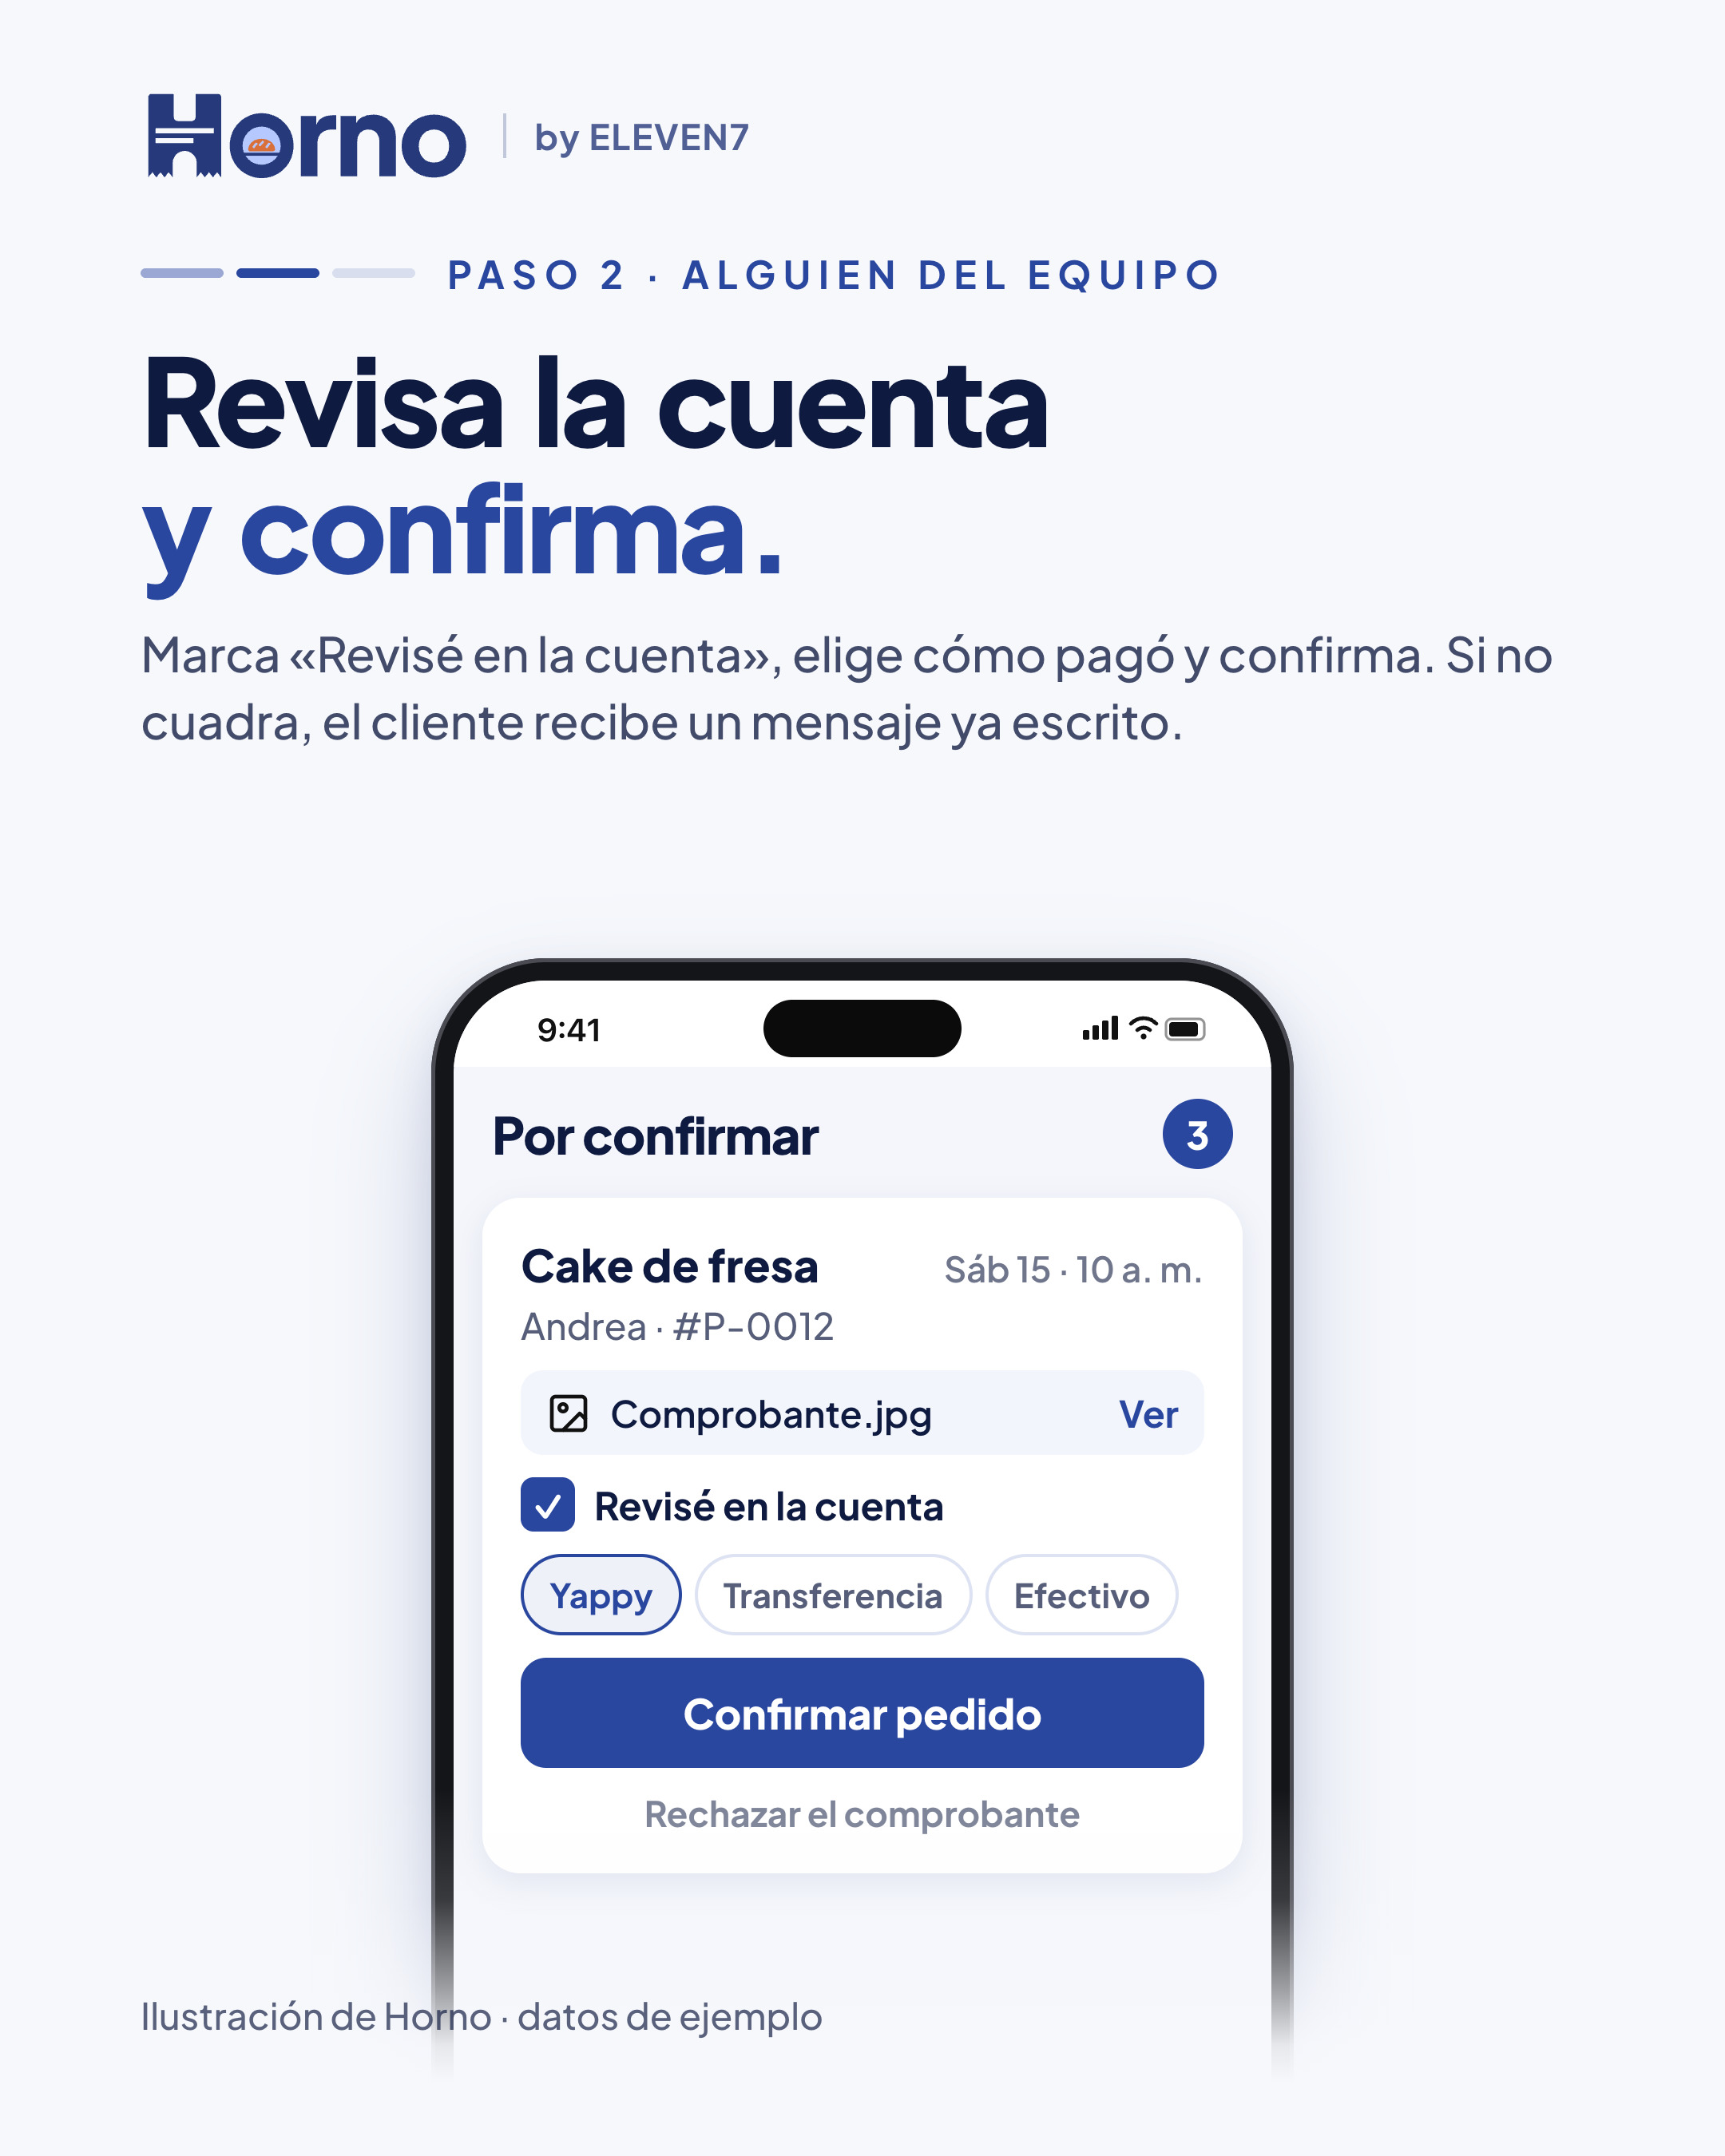 Horno by ELEVEN7
PASO 2 · ALGUIEN DEL EQUIPO
Revisa la cuenta
y confirma.
Marca «Revisé en la cuenta», elige cómo pagó y confirma. Si no
cuadra, el cliente recibe un mensaje ya escrito.
9:41
Por confirmar 3
Cake de fresa Sáb 15 · 10 a. m.
Andrea · #P-0012
Comprobante.jpg Ver
Revisé en la cuenta
Yappy Transferencia Efectivo
Confirmar pedido
Rechazar el comprobante
Ilustración de Horno · datos de ejemplo